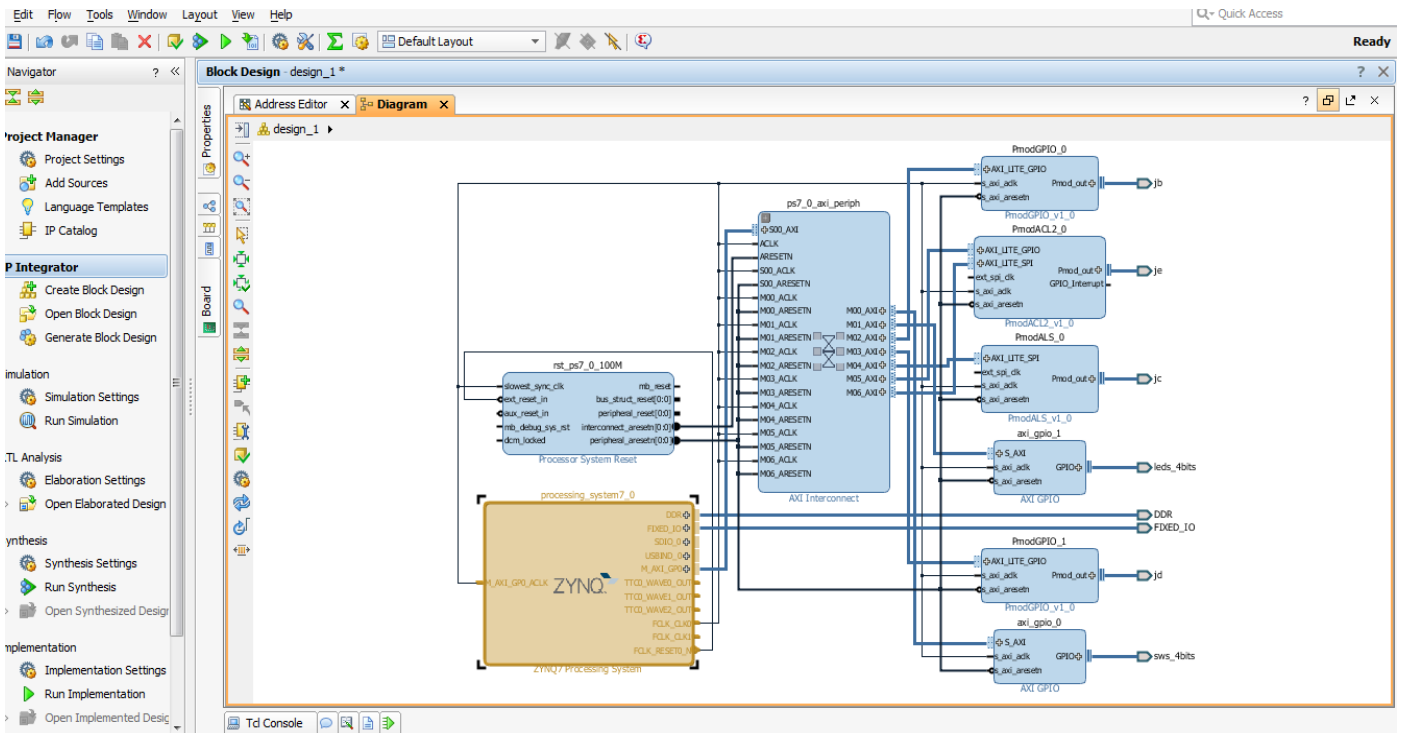 Edit Flow Tools Window Layout View Help
Quick Access
Default Layout
Ready
Navigator ? «
Block Design - design_1 *
? ×
Project Manager
Project Settings
Add Sources
Language Templates
IP Catalog
P Integrator
Create Block Design
Open Block Design
Generate Block Design
imulation
Simulation Settings
Run Simulation
TL Analysis
Elaboration Settings
Open Elaborated Design
ynthesis
Synthesis Settings
Run Synthesis
Open Synthesized Design
mplementation
Implementation Settings
Run Implementation
Open Implemented Desig
Properties
Board
Address Editor
Diagram
design_1
rst_ps7_0_100M
slowest_sync_clk
ext_reset_in
aux_reset_in
mb_debug_sys_rst
dcm_locked
mb_reset
bus_struct_reset[0:0]
peripheral_reset[0:0]
interconnect_aresetn[0:0]
peripheral_aresetn[0:0]
Processor System Reset
processing_system7_0
M_AXI_GP0_ACLK
ZYNQ
DDR
FIXED_IO
SDIO_0
USBIND_0
M_AXI_GP0
TTC0_WAVE0_OUT
TTC0_WAVE1_OUT
TTC0_WAVE2_OUT
FCLK_CLK0
FCLK_CLK1
FCLK_RESET0_N
ZYNQ7 Processing System
ps7_0_axi_periph
S00_AXI
ACLK
ARESETN
S00_ACLK
S00_ARESETN
M00_ACLK
M00_ARESETN
M01_ACLK
M01_ARESETN
M02_ACLK
M02_ARESETN
M03_ACLK
M03_ARESETN
M04_ACLK
M04_ARESETN
M05_ACLK
M05_ARESETN
M06_ACLK
M06_ARESETN
M00_AXI
M01_AXI
M02_AXI
M03_AXI
M04_AXI
M05_AXI
M06_AXI
AXI Interconnect
PmodGPIO_0
AXI_LITE_GPIO
s_axi_aclk
s_axi_aresetn
Pmod_out
jb
PmodGPIO_v1_0
PmodACL2_0
AXI_LITE_GPIO
AXI_LITE_SPI
ext_spi_clk
s_axi_aclk
s_axi_aresetn
Pmod_out
GPIO_Interrupt
je
PmodACL2_v1_0
PmodALS_0
AXI_LITE_SPI
ext_spi_clk
s_axi_aclk
s_axi_aresetn
Pmod_out
jc
PmodALS_v1_0
axi_gpio_1
S_AXI
s_axi_aclk
s_axi_aresetn
GPIO
leds_4bits
AXI GPIO
DDR
FIXED_IO
PmodGPIO_1
AXI_LITE_GPIO
s_axi_aclk
s_axi_aresetn
Pmod_out
jd
PmodGPIO_v1_0
axi_gpio_0
S_AXI
s_axi_aclk
s_axi_aresetn
GPIO
sws_4bits
AXI GPIO
Tcl Console